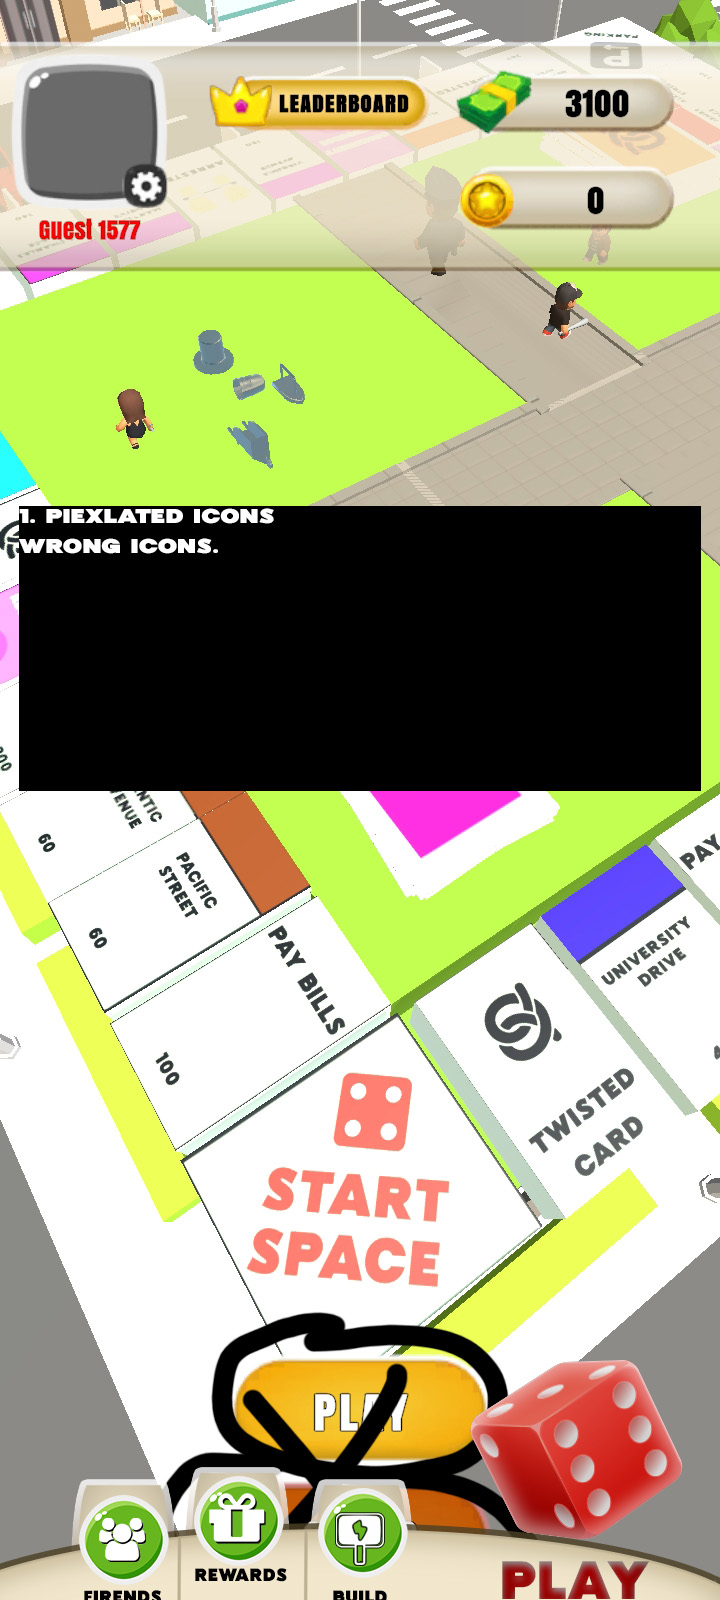 PARKING
LEADERBOARD
3100
0
Guest 1577
1. PIEXLATED ICONS
WRONG ICONS.
60
PACIFIC
STREET
60
PAY BILLS
100
PAY
UNIVERSITY
DRIVE
TWISTED
CARD
START
SPACE
PLAY
FIRENDS
REWARDS
BUILD
PLAY